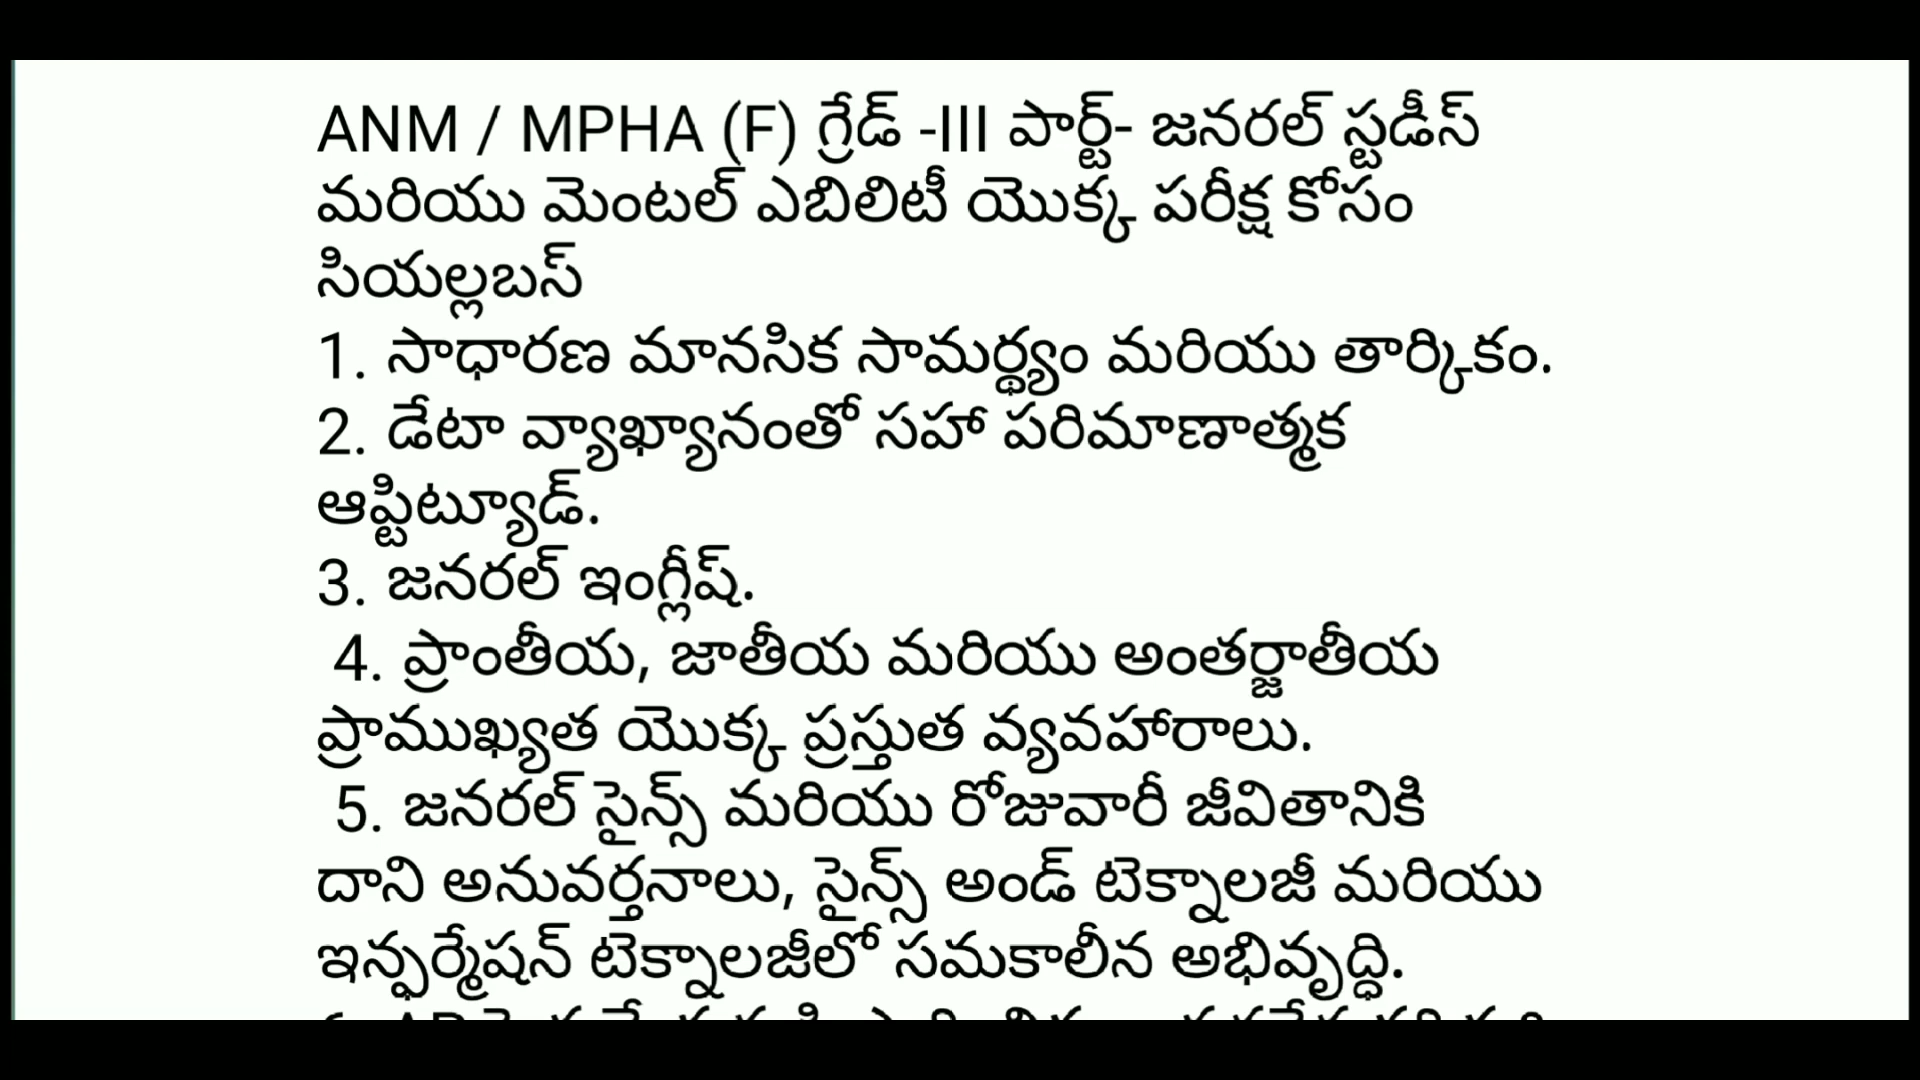 ANM / MPHA (F) గ్రేడ్ -III పార్ట్- జనరల్ స్టడీస్
మరియు మెంటల్ ఎబిలిటీ యొక్క పరీక్ష కోసం
సియల్లబస్
1. సాధారణ మానసిక సామర్థ్యం మరియు తార్కికం.
2. డేటా వ్యాఖ్యానంతో సహా పరిమాణాత్మక
ఆప్టిట్యూడ్.
3. జనరల్ ఇంగ్లీష్.
4. ప్రాంతీయ, జాతీయ మరియు అంతర్జాతీయ
ప్రాముఖ్యత యొక్క ప్రస్తుత వ్యవహారాలు.
5. జనరల్ సైన్స్ మరియు రోజువారీ జీవితానికి
దాని అనువర్తనాలు, సైన్స్ అండ్ టెక్నాలజీ మరియు
ఇన్ఫర్మేషన్ టెక్నాలజీలో సమకాలీన అభివృద్ధి.